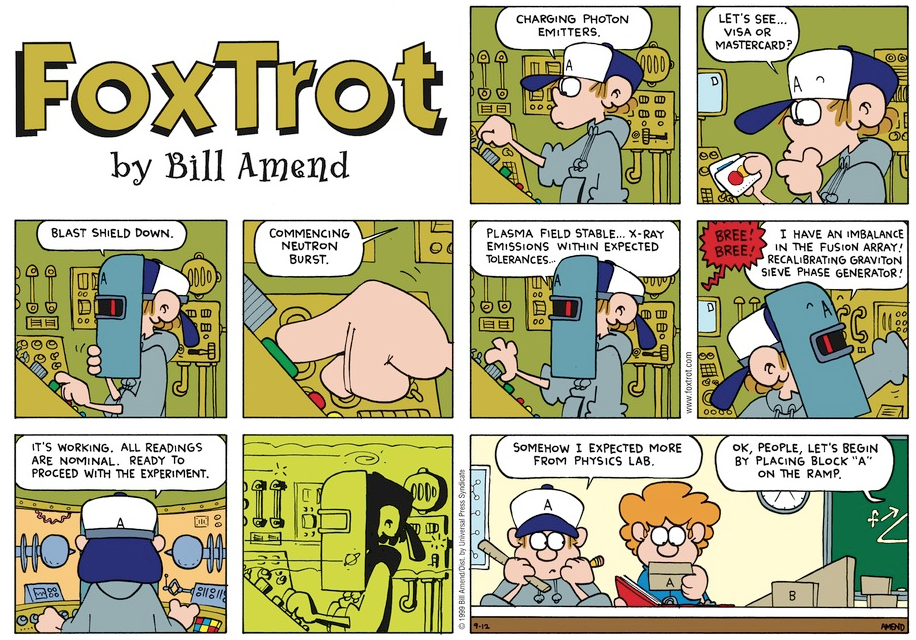 FoxTrot
by Bill Amend
CHARGING PHOTON
EMITTERS.
A
LET'S SEE...
VISA OR
MASTERCARD?
A
D
BLAST SHIELD DOWN.
A
COMMENCING
NEUTRON
BURST.
PLASMA FIELD STABLE... X-RAY
EMISSIONS WITHIN EXPECTED
TOLERANCES...
A
www.foxtrot.com
BREE!
BREE!
I HAVE AN IMBALANCE
IN THE FUSION ARRAY!
RECALIBRATING GRAVITON
SIEVE PHASE GENERATOR!
A
D
IT'S WORKING. ALL READINGS
ARE NOMINAL. READY TO
PROCEED WITH THE EXPERIMENT.
A
© 1999 Bill Amend/Dist. by Universal Press Syndicate
SOMEHOW I EXPECTED MORE
FROM PHYSICS LAB.
OK, PEOPLE, LET'S BEGIN
BY PLACING BLOCK "A"
ON THE RAMP.
A
A
B
f
9-12
AMEND